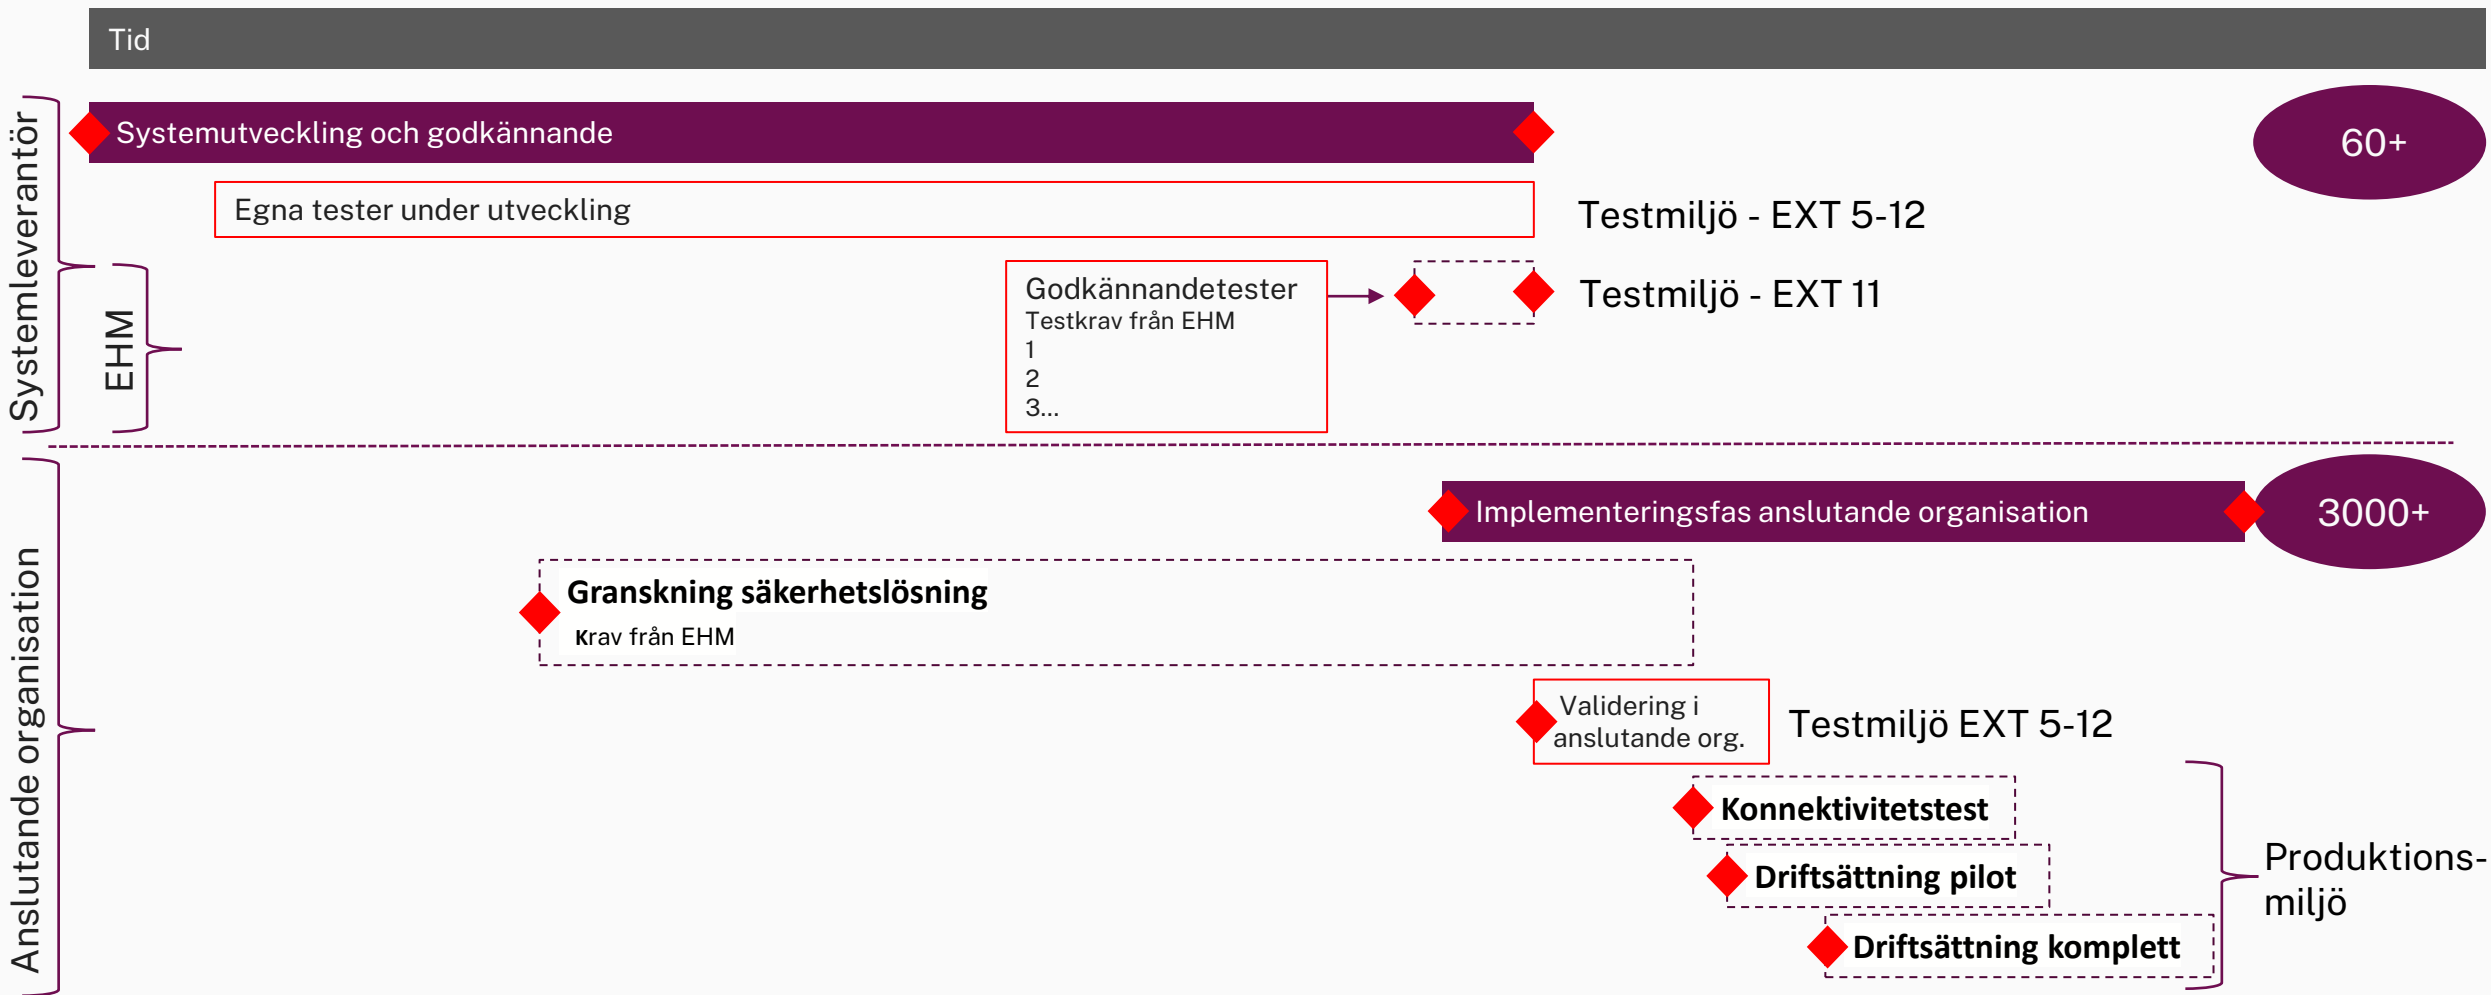 Tid
Systemleverantör
Systemutveckling och godkännande
60+
Egna tester under utveckling
Testmiljö - EXT 5-12
EHM
Godkännandetester
Testkrav från EHM
1
2
3...
Testmiljö - EXT 11
Anslutande organisation
Implementeringsfas anslutande organisation
3000+
Granskning säkerhetslösning
Krav från EHM
Validering i
anslutande org.
Testmiljö EXT 5-12
Konnektivitetstest
Driftsättning pilot
Driftsättning komplett
Produktions-
miljö